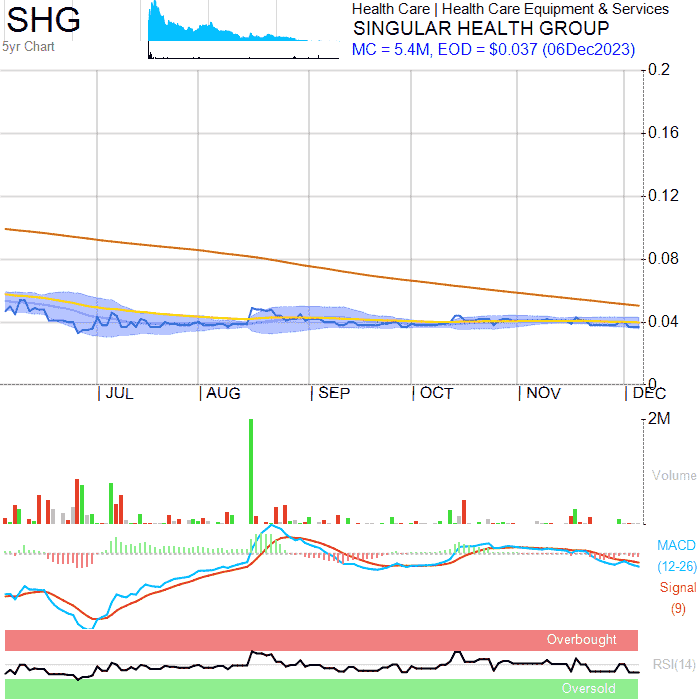 SHG
5yr Chart
Health Care | Health Care Equipment & Services
SINGULAR HEALTH GROUP
MC = 5.4M, EOD = $0.037 (06Dec2023)
0.2
0.16
0.12
0.08
0.04
0
JUL AUG SEP OCT NOV DEC
2M
Volume
MACD
(12-26)
Signal
(9)
Overbought
RSI(14)
Oversold